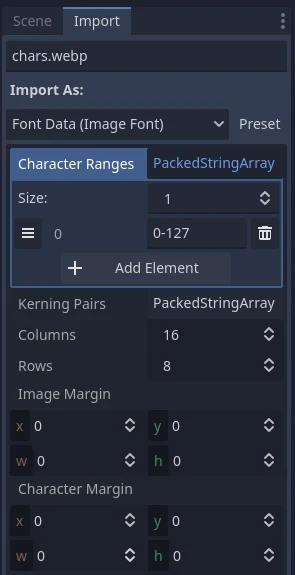 Scene Import
chars.webp
Import As:
Font Data (Image Font) Preset
Character Ranges PackedStringArray
Size: 1
0 0-127
+ Add Element
Kerning Pairs PackedStringArray
Columns 16
Rows 8
Image Margin
x 0 y 0
w 0 h 0
Character Margin
x 0 y 0
w 0 h 0